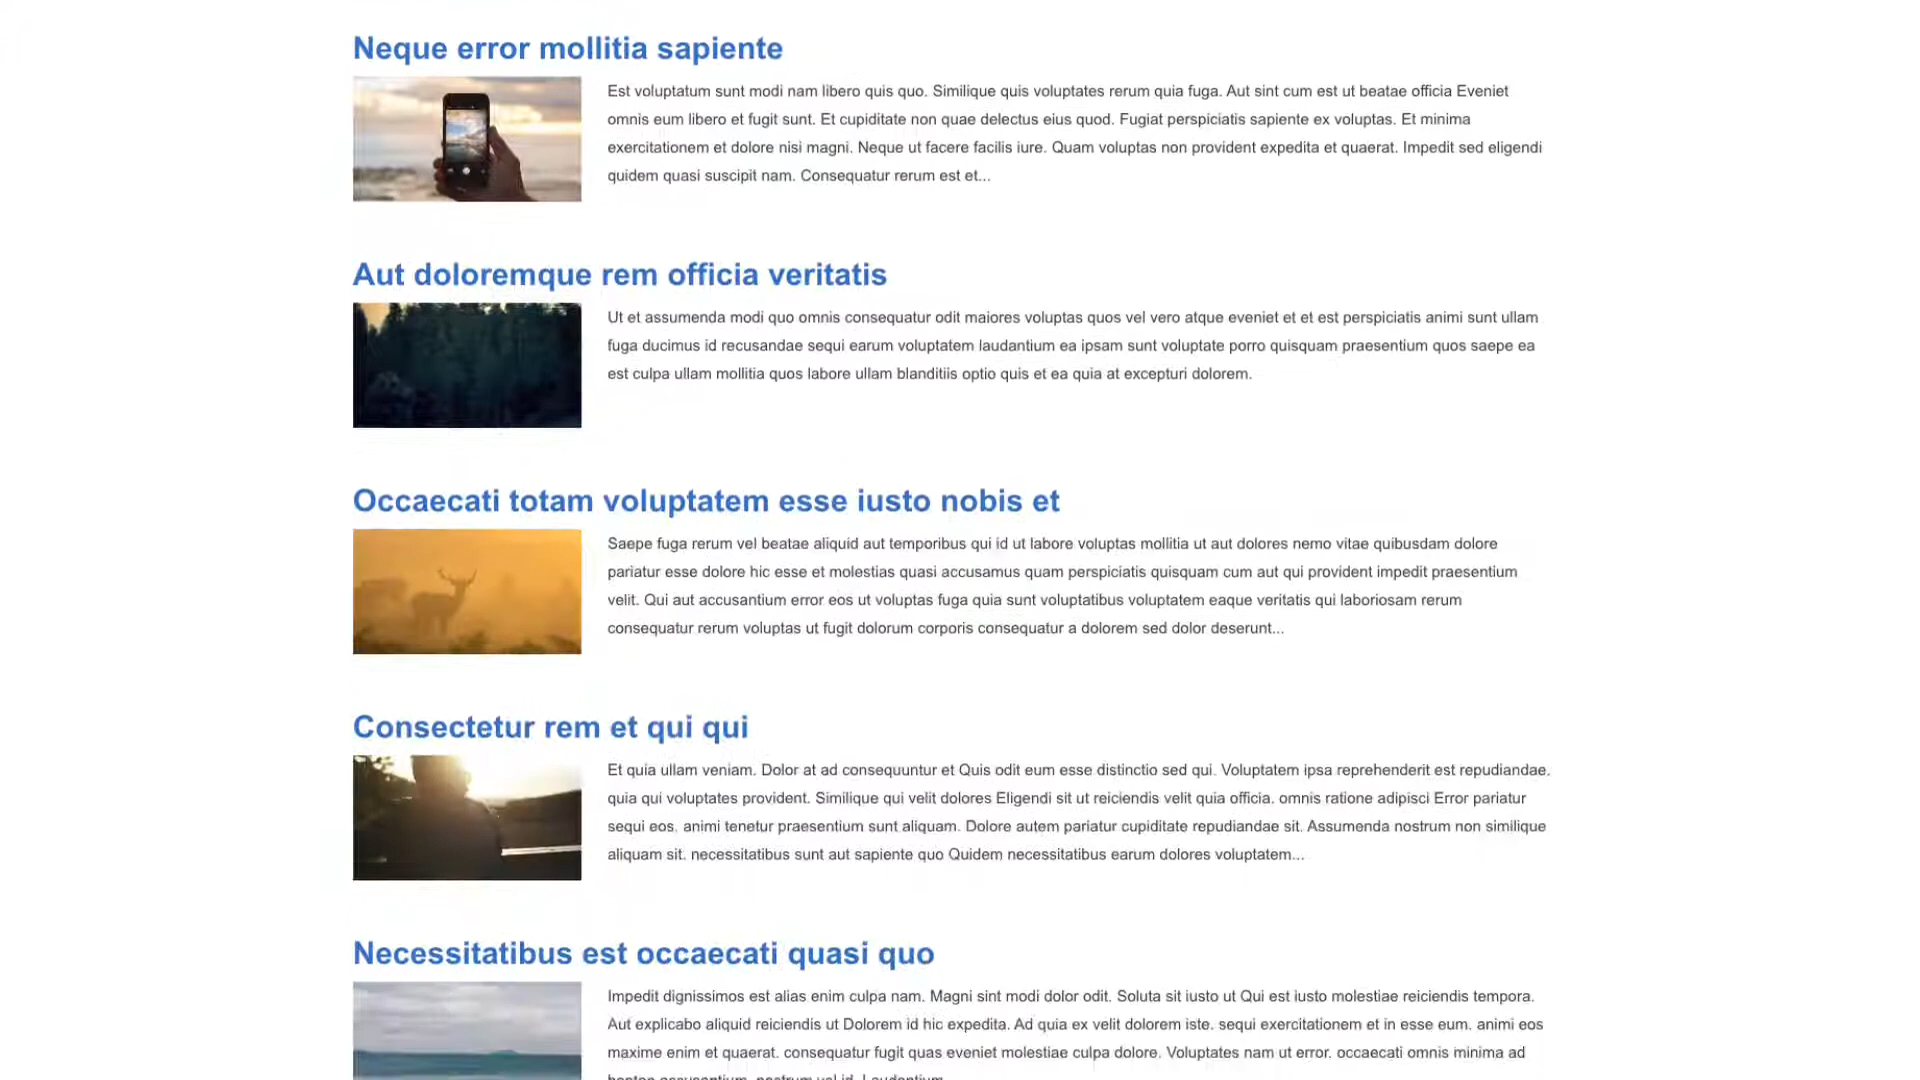 Neque error mollitia sapiente
Est voluptatum sunt modi nam libero quis quo. Similique quis voluptates rerum quia fuga. Aut sint cum est ut beatae officia Eveniet
omnis eum libero et fugit sunt. Et cupiditate non quae delectus eius quod. Fugiat perspiciatis sapiente ex voluptas. Et minima
exercitationem et dolore nisi magni. Neque ut facere facilis iure. Quam voluptas non provident expedita et quaerat. Impedit sed eligendi
quidem quasi suscipit nam. Consequatur rerum est et...
Aut doloremque rem officia veritatis
Ut et assumenda modi quo omnis consequatur odit maiores voluptas quos vel vero atque eveniet et et est perspiciatis animi sunt ullam
fuga ducimus id recusandae sequi earum voluptatem laudantium ea ipsam sunt voluptate porro quisquam praesentium quos saepe ea
est culpa ullam mollitia quos labore ullam blanditiis optio quis et ea quia at excepturi dolorem.
Occaecati totam voluptatem esse iusto nobis et
Saepe fuga rerum vel beatae aliquid aut temporibus qui id ut labore voluptas mollitia ut aut dolores nemo vitae quibusdam dolore
pariatur esse dolore hic esse et molestias quasi accusamus quam perspiciatis quisquam cum aut qui provident impedit praesentium
velit. Qui aut accusantium error eos ut voluptas fuga quia sunt voluptatibus voluptatem eaque veritatis qui laboriosam rerum
consequatur rerum voluptas ut fugit dolorum corporis consequatur a dolorem sed dolor deserunt...
Consectetur rem et qui qui
Et quia ullam veniam. Dolor at ad consequuntur et Quis odit eum esse distinctio sed qui. Voluptatem ipsa reprehenderit est repudiandae.
quia qui voluptates provident. Similique qui velit dolores Eligendi sit ut reiciendis velit quia officia. omnis ratione adipisci Error pariatur
sequi eos. animi tenetur praesentium sunt aliquam. Dolore autem pariatur cupiditate repudiandae sit. Assumenda nostrum non similique
aliquam sit. necessitatibus sunt aut sapiente quo Quidem necessitatibus earum dolores voluptatem...
Necessitatibus est occaecati quasi quo
Impedit dignissimos est alias enim culpa nam. Magni sint modi dolor odit. Soluta sit iusto ut Qui est iusto molestiae reiciendis tempora.
Aut explicabo aliquid reiciendis ut Dolorem id hic expedita. Ad quia ex velit dolorem iste. sequi exercitationem et in esse eum. animi eos
maxime enim et quaerat. consequatur fugit quas eveniet molestiae culpa dolore. Voluptates nam ut error. occaecati omnis minima ad